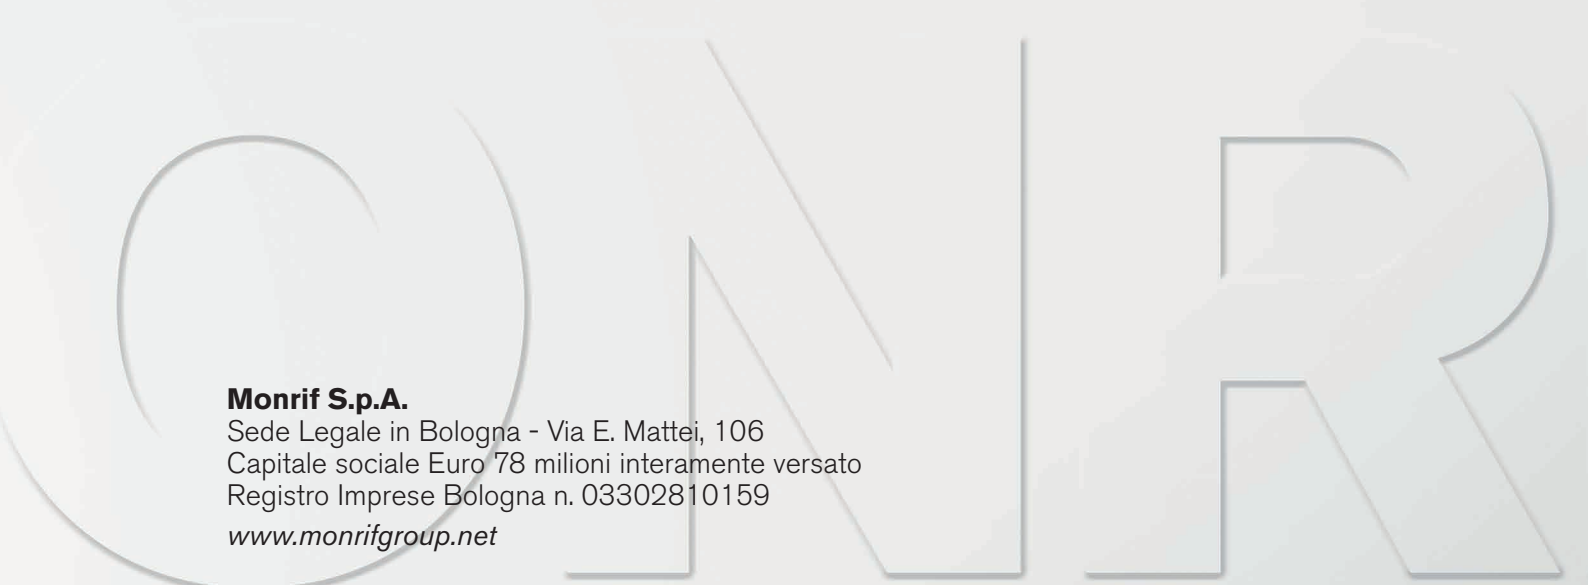 ONR
Monrif S.p.A.
Sede Legale in Bologna - Via E. Mattei, 106
Capitale sociale Euro 78 milioni interamente versato
Registro Imprese Bologna n. 03302810159
www.monrifgroup.net